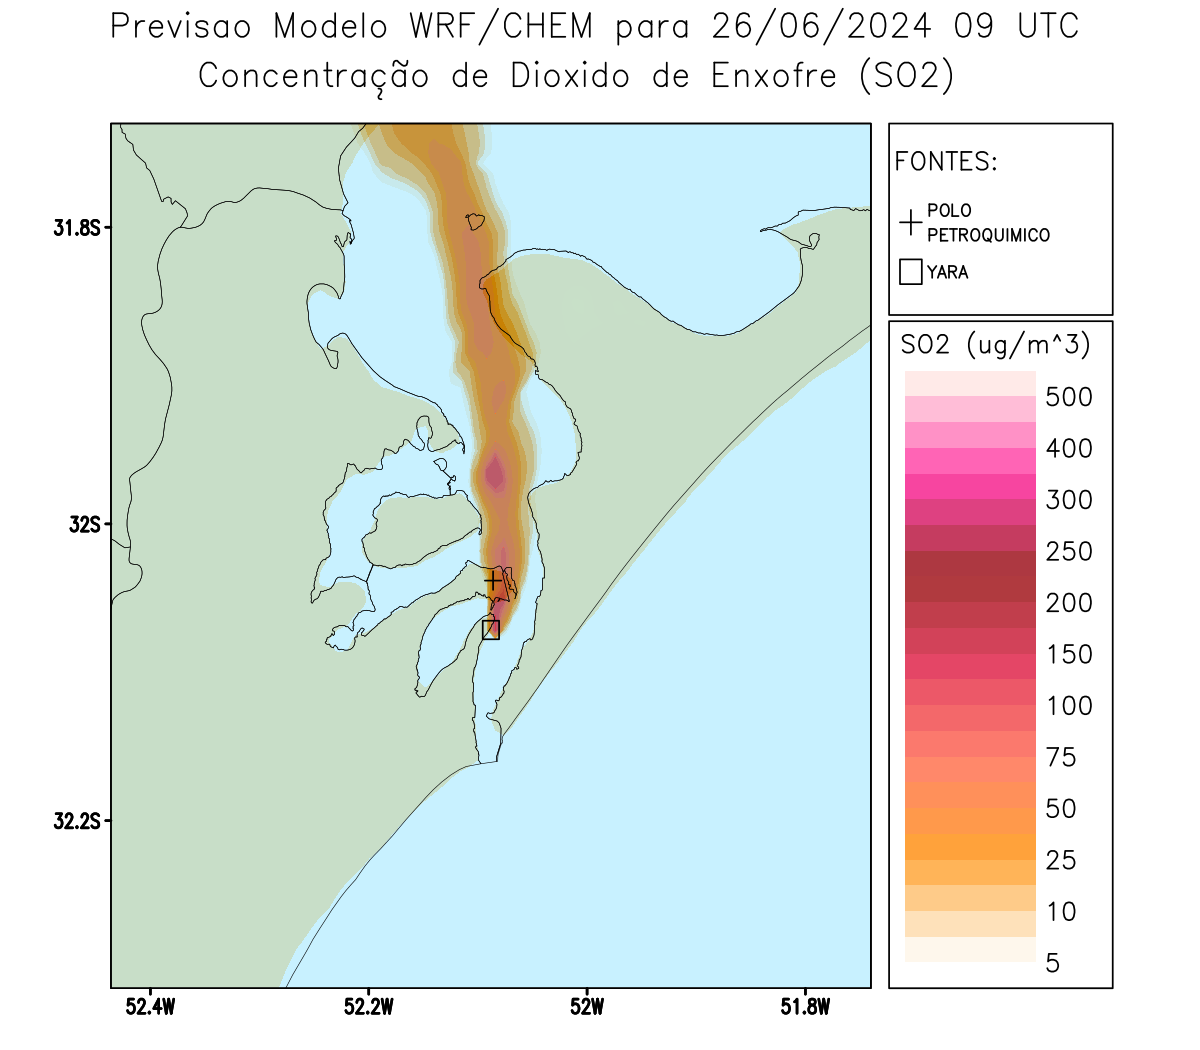 Previsao Modelo WRF/CHEM para 26/06/2024 09 UTC
Concentração de Dioxido de Enxofre (SO2)
FONTES:
POLO
PETROQUIMICO
YARA
SO2 (ug/m^3)
500
400
300
250
200
150
100
75
50
25
10
5
31.8S
32S
32.2S
52.4W
52.2W
52W
51.8W